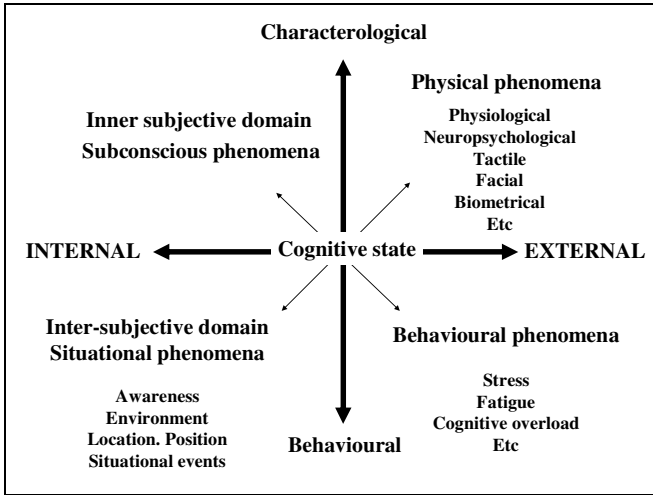 Characterological
Physical phenomena
Physiological
Neuropsychological
Tactile
Facial
Biometrical
Etc
Inner subjective domain
Subconscious phenomena
INTERNAL
Cognitive state
EXTERNAL
Inter-subjective domain
Situational phenomena
Awareness
Environment
Location. Position
Situational events
Behavioural
Behavioural phenomena
Stress
Fatigue
Cognitive overload
Etc